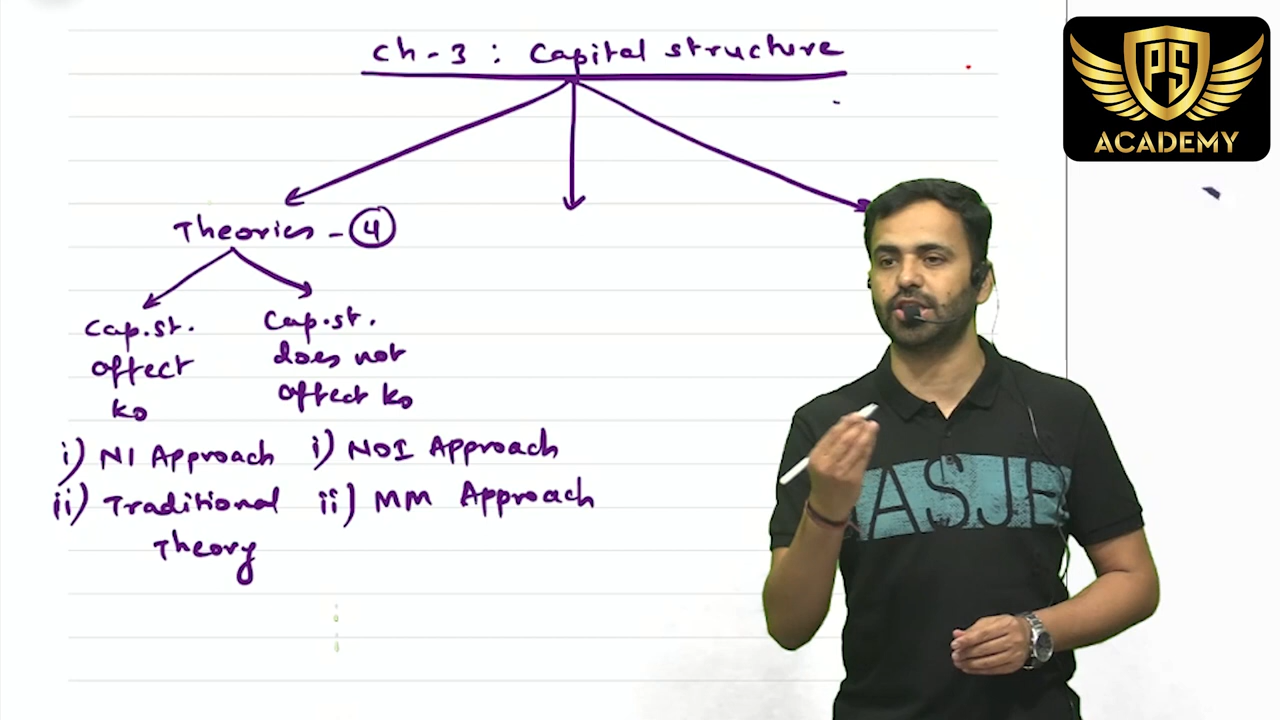 Ch-3 : Capital structure
PS
ACADEMY
Theories - 4
Cap.st.
affect
ko
Cap.st.
does not
affect ko
i) NI Approach
ii) Traditional
Theory
i) NOI Approach
ii) MM Approach
ASJE